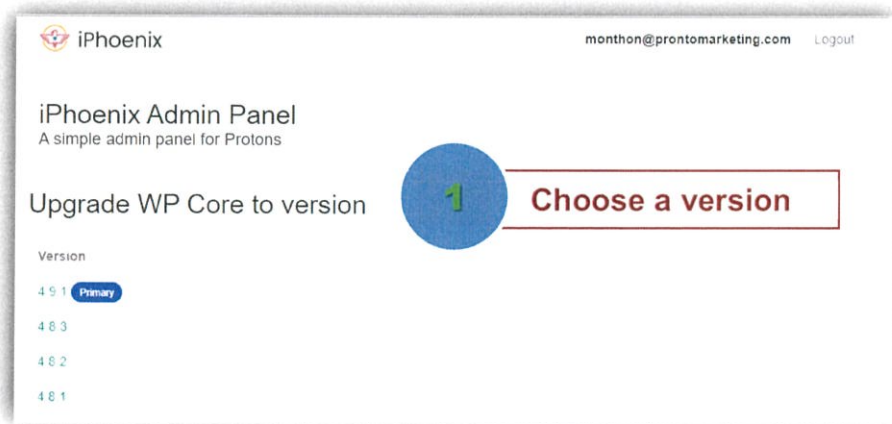 iPhoenix
monthon@prontomarketing.com Logout
iPhoenix Admin Panel
A simple admin panel for Protons
Upgrade WP Core to version
1
Choose a version
Version
4 9 1 Primary
4 8 3
4 8 2
4 8 1